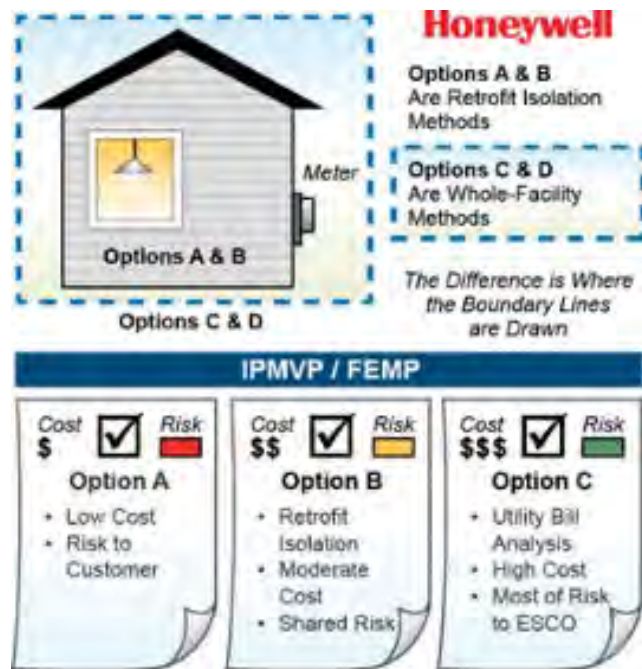 Honeywell
Options A & B
Are Retrofit Isolation
Methods
Options C & D
Are Whole-Facility
Methods
Meter
Options A & B
Options C & D
The Difference is Where
the Boundary Lines
are Drawn
IPMVP / FEMP
Cost
$
Risk
Option A
• Low Cost
• Risk to
Customer
Cost
$$
Risk
Option B
• Retrofit
Isolation
• Moderate
Cost
• Shared Risk
Cost
$$$
Risk
Option C
• Utility Bill
Analysis
• High Cost
• Most of Risk
to ESCO